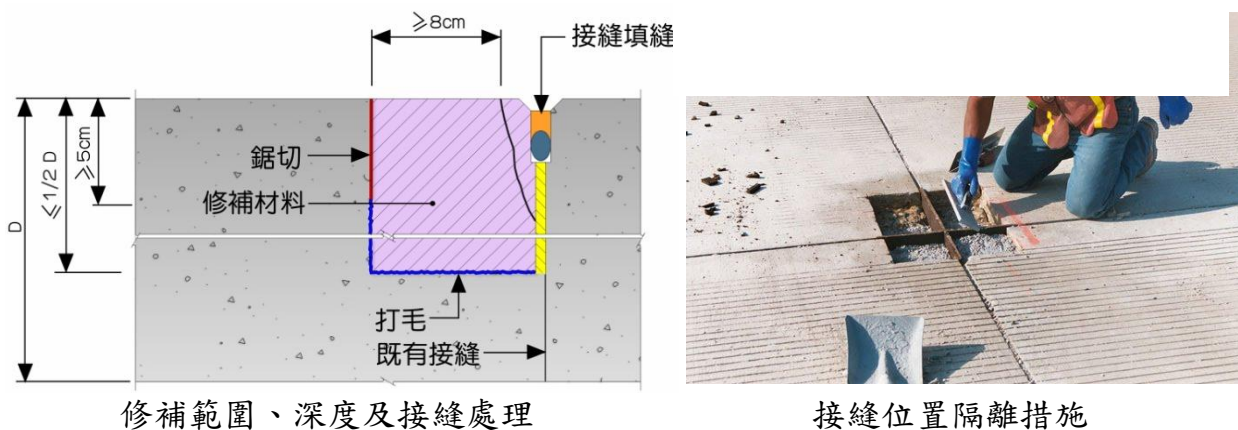 ≥8cm
接縫填縫
≥5cm
≤1/2 D
D
鋸切
修補材料
打毛
既有接縫
修補範圍、深度及接縫處理
接縫位置隔離措施